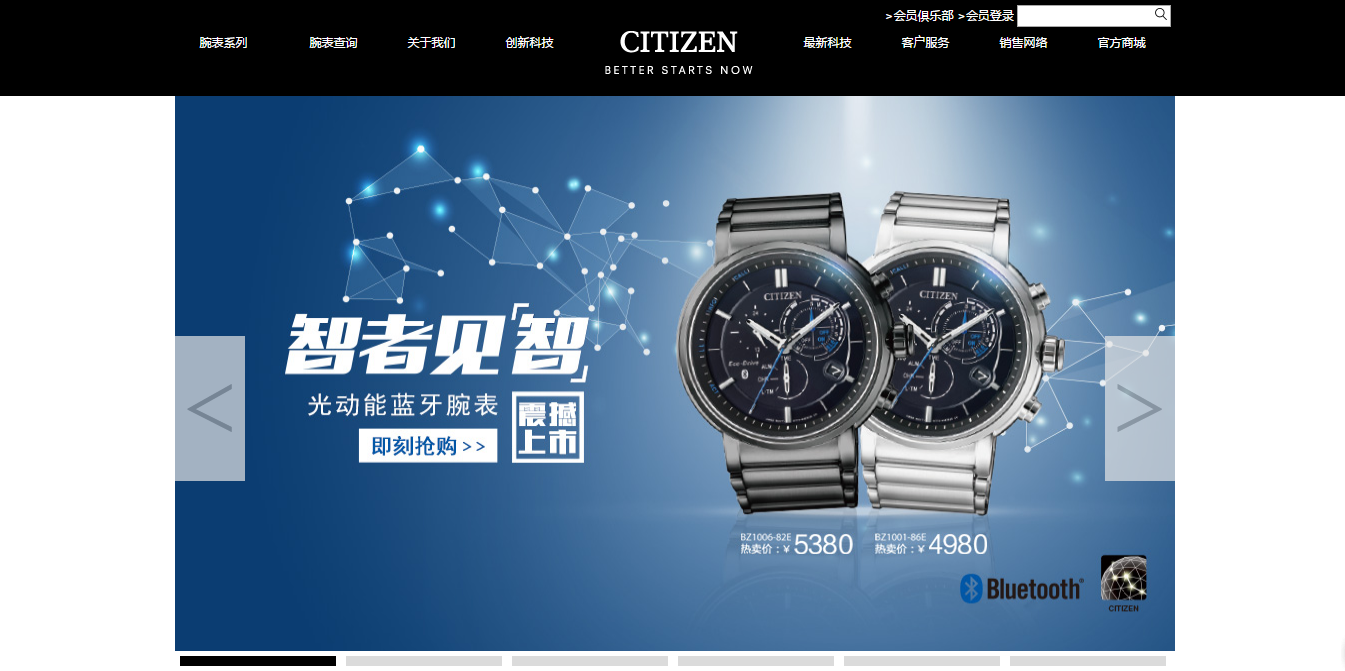 >会员俱乐部 >会员登录
腕表系列 腕表查询 关于我们 创新科技
CITIZEN
BETTER STARTS NOW
最新科技 客户服务 销售网络 官方商城
智者见「智」
光动能蓝牙腕表
震撼
上市
即刻抢购 >>
CITIZEN
Eco-Drive
CITIZEN
BZ1006-82E
热卖价：¥ 5380
BZ1001-86E
热卖价：¥ 4980
Bluetooth®
CITIZEN